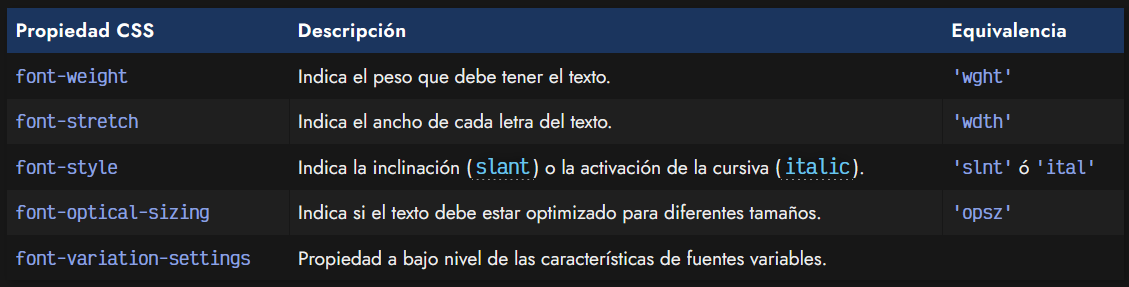 Propiedad CSS Descripción Equivalencia
font-weight Indica el peso que debe tener el texto. 'wght'
font-stretch Indica el ancho de cada letra del texto. 'wdth'
font-style Indica la inclinación (slant) o la activación de la cursiva (italic). 'slnt' ó 'ital'
font-optical-sizing Indica si el texto debe estar optimizado para diferentes tamaños. 'opsz'
font-variation-settings Propiedad a bajo nivel de las características de fuentes variables.